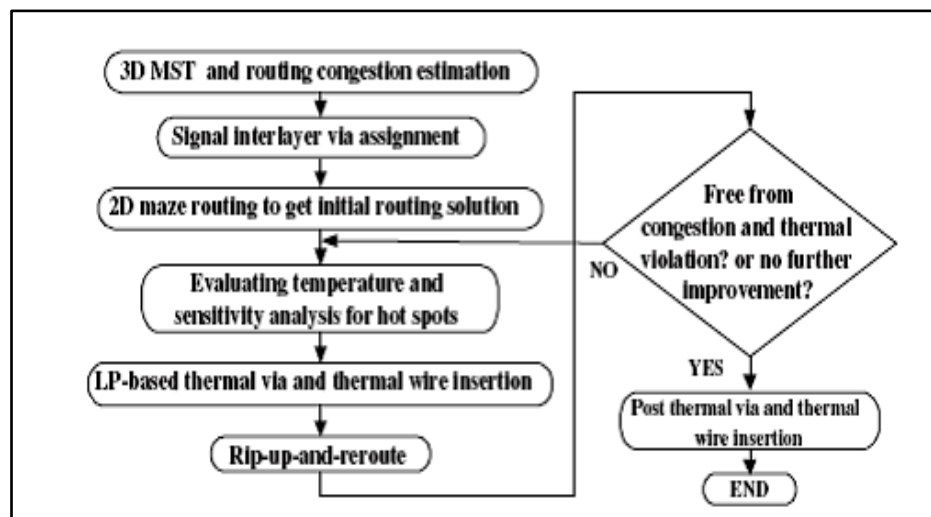 3D MST and routing congestion estimation
Signal interlayer via assignment
2D maze routing to get initial routing solution
Evaluating temperature and
sensitivity analysis for hot spots
LP-based thermal via and thermal wire insertion
Rip-up-and-reroute
Free from
congestion and thermal
violation? or no further
improvement?
NO
YES
Post thermal via and thermal
wire insertion
END